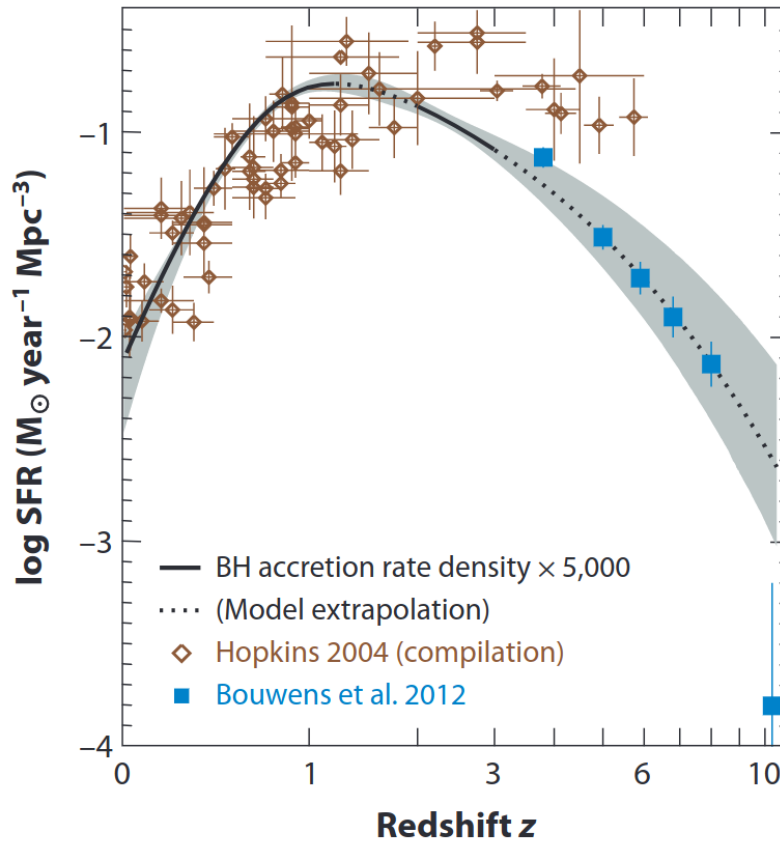 log SFR (M☉ year⁻¹ Mpc⁻³)
−1
−2
−3
−4
BH accretion rate density × 5,000
(Model extrapolation)
Hopkins 2004 (compilation)
Bouwens et al. 2012
0 1 3 6 10
Redshift z